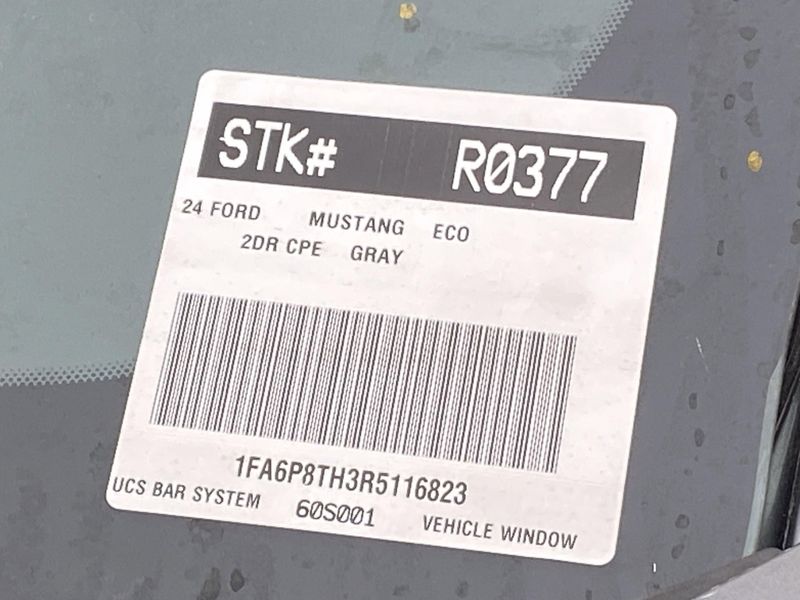 STK# R0377
24 FORD MUSTANG ECO
2DR CPE GRAY
1FA6P8TH3R5116823
UCS BAR SYSTEM 60S001 VEHICLE WINDOW